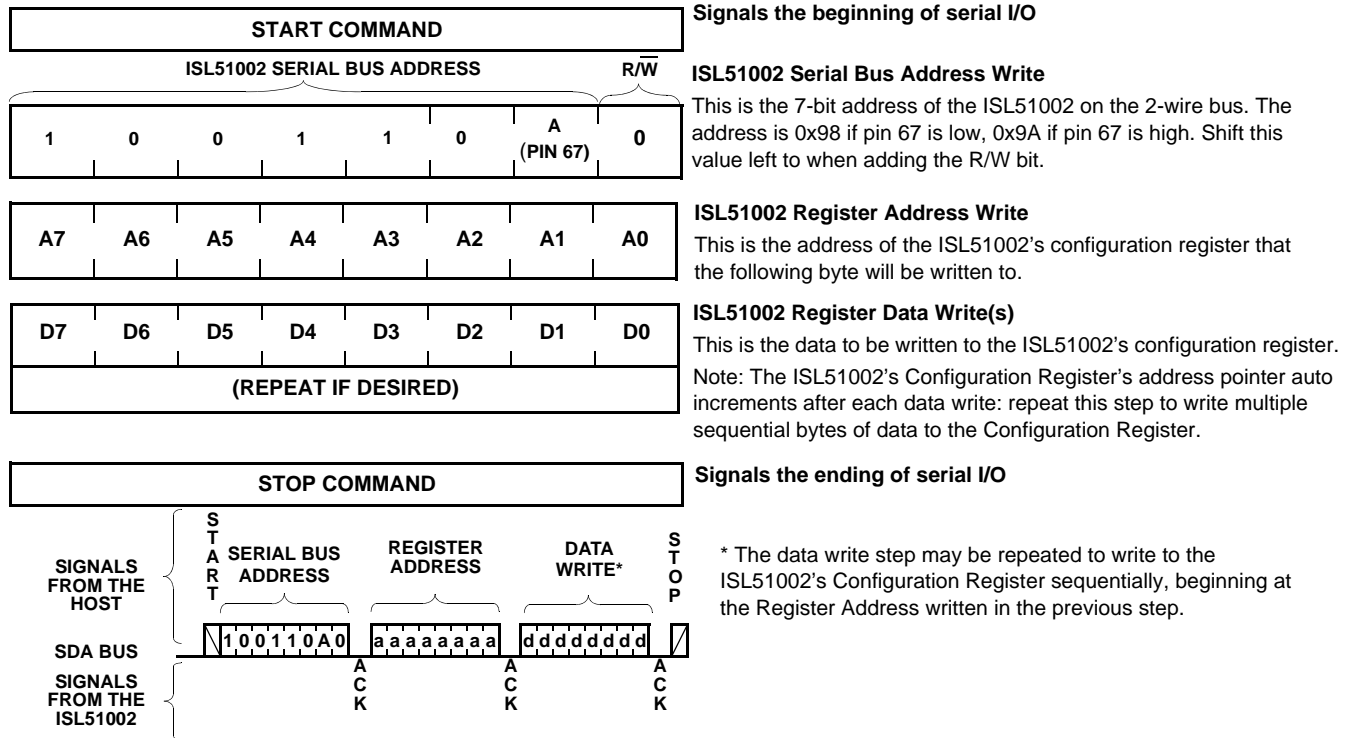 START COMMAND
Signals the beginning of serial I/O
ISL51002 SERIAL BUS ADDRESS
R/W
1 0 0 1 1 0 A (PIN 67) 0
ISL51002 Serial Bus Address Write
This is the 7-bit address of the ISL51002 on the 2-wire bus. The
address is 0x98 if pin 67 is low, 0x9A if pin 67 is high. Shift this
value left to when adding the R/W bit.
A7 A6 A5 A4 A3 A2 A1 A0
ISL51002 Register Address Write
This is the address of the ISL51002's configuration register that
the following byte will be written to.
D7 D6 D5 D4 D3 D2 D1 D0
(REPEAT IF DESIRED)
ISL51002 Register Data Write(s)
This is the data to be written to the ISL51002's configuration register.
Note: The ISL51002's Configuration Register's address pointer auto
increments after each data write: repeat this step to write multiple
sequential bytes of data to the Configuration Register.
STOP COMMAND
Signals the ending of serial I/O
SIGNALS
FROM THE
HOST
START
SERIAL BUS
ADDRESS
REGISTER
ADDRESS
DATA
WRITE*
STOP
* The data write step may be repeated to write to the
ISL51002's Configuration Register sequentially, beginning at
the Register Address written in the previous step.
SDA BUS
1 0 0 1 1 0 A 0
a a a a a a a a
d d d d d d d d
SIGNALS
FROM THE
ISL51002
ACK
ACK
ACK